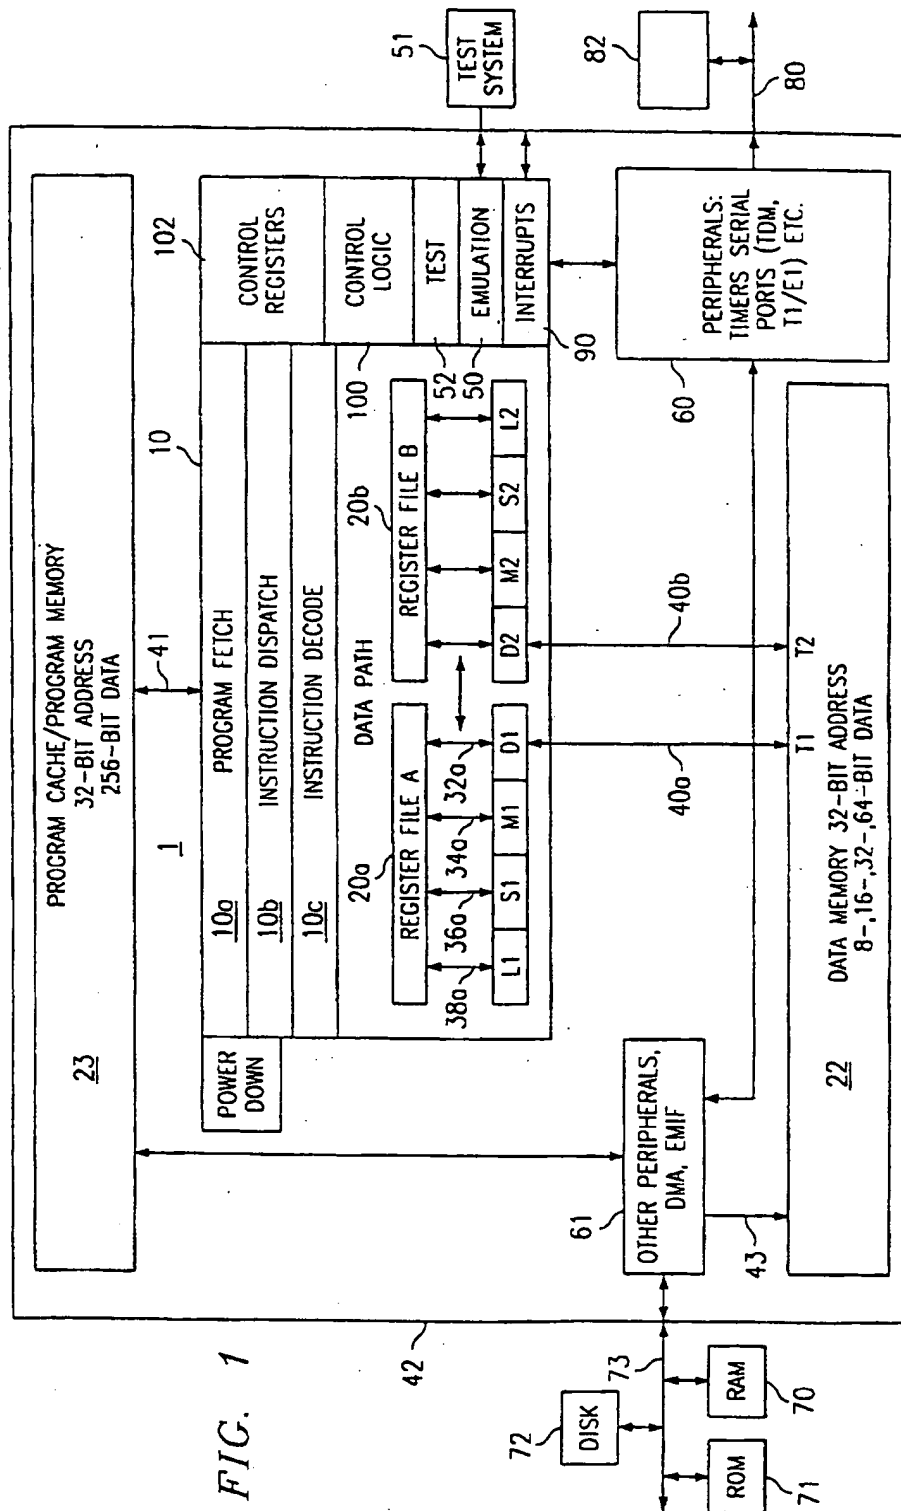 FIG. 1
PROGRAM CACHE/PROGRAM MEMORY
32-BIT ADDRESS
256-BIT DATA
23
1
41
10
102
42
POWER
DOWN
10a
PROGRAM FETCH
10b
INSTRUCTION DISPATCH
10c
INSTRUCTION DECODE
DATA PATH
CONTROL
REGISTERS
CONTROL
LOGIC
TEST
EMULATION
INTERRUPTS
100
52
50
90
51
TEST
SYSTEM
20a
REGISTER FILE A
20b
REGISTER FILE B
38a
36a
34a
32a
L1
S1
M1
D1
D2
M2
S2
L2
40a
40b
T1
T2
61
OTHER PERIPHERALS,
DMA, EMIF
43
60
PERIPHERALS:
TIMERS SERIAL
PORTS (TDM,
T1/E1) ETC.
82
80
22
DATA MEMORY 32-BIT ADDRESS
8-,16-,32-,64-BIT DATA
72
DISK
73
ROM
71
RAM
70